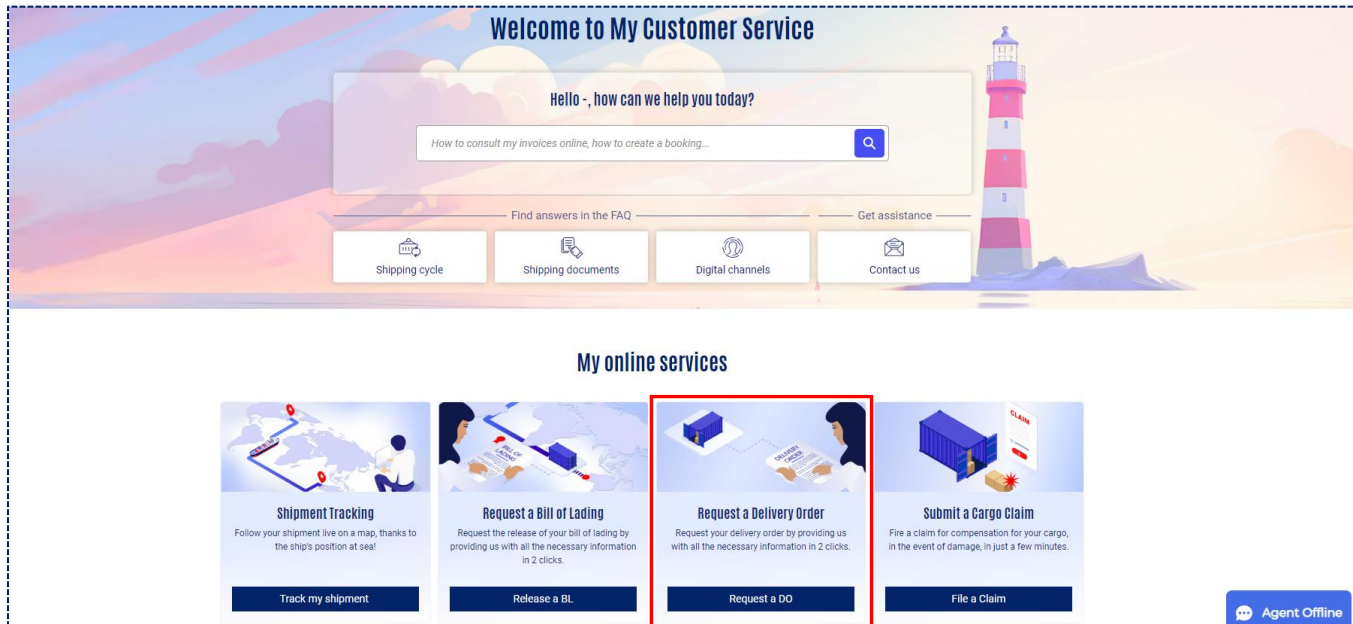 Welcome to My Customer Service
Hello -, how can we help you today?
How to consult my invoices online, how to create a booking...
Find answers in the FAQ
Get assistance
Shipping cycle
Shipping documents
Digital channels
Contact us
My online services
BILL OF
LADING
DELIVERY
ORDER
CLAIM
Shipment Tracking
Follow your shipment live on a map, thanks to
the ship's position at sea!
Track my shipment
Request a Bill of Lading
Request the release of your bill of lading by
providing us with all the necessary information
in 2 clicks.
Release a BL
Request a Delivery Order
Request your delivery order by providing us
with all the necessary information in 2 clicks.
Request a DO
Submit a Cargo Claim
Fire a claim for compensation for your cargo,
in the event of damage, in just a few minutes.
File a Claim
Agent Offline